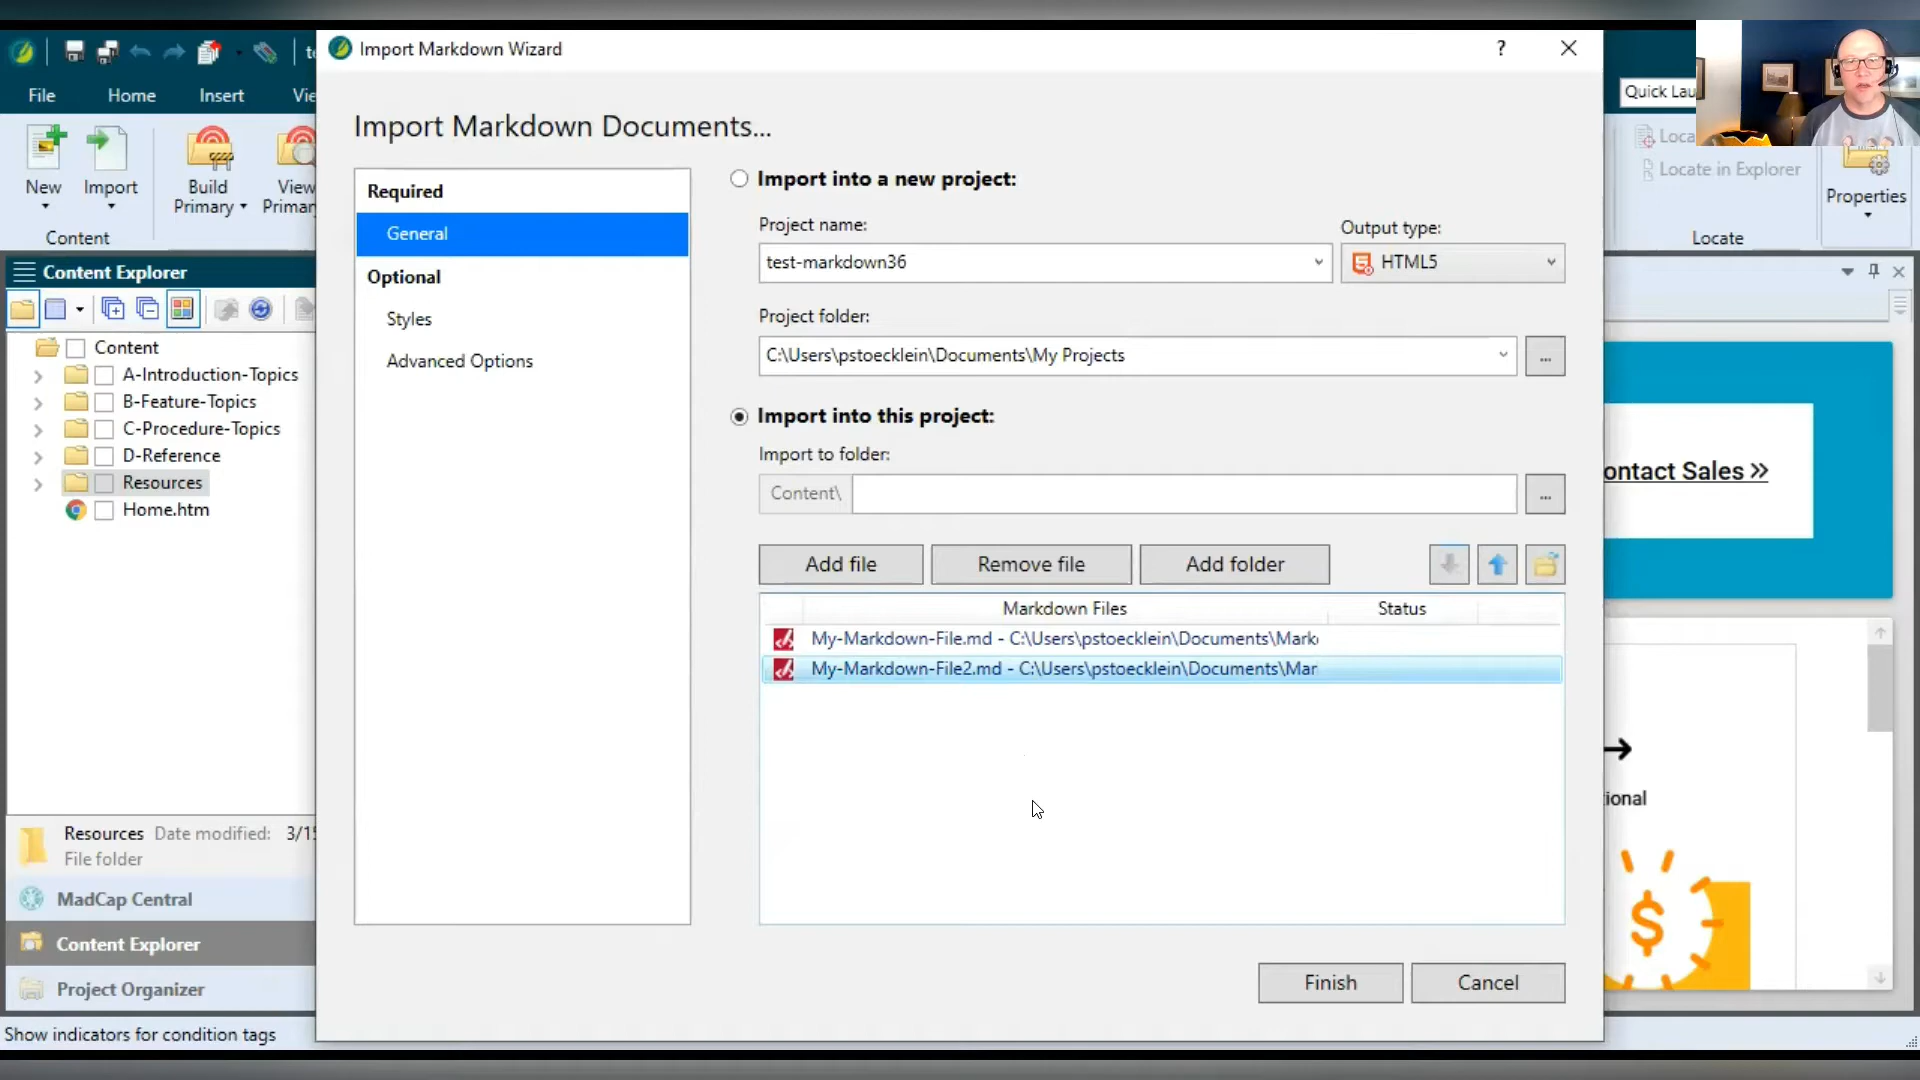 Import Markdown Wizard
?
File
Home
Insert
Quick Lau
Import Markdown Documents...
New
Import
Build
Primary
View
Content
Locate in Explorer
Properties
Locate
Required
General
Optional
Styles
Advanced Options
Import into a new project:
Project name:
test-markdown36
Output type:
HTML5
Project folder:
C:\Users\pstoecklein\Documents\My Projects
...
Import into this project:
Import to folder:
Content\
...
Add file
Remove file
Add folder
Markdown Files
Status
My-Markdown-File.md - C:\Users\pstoecklein\Documents\Mark
My-Markdown-File2.md - C:\Users\pstoecklein\Documents\Mar
Finish
Cancel
Content Explorer
Content
A-Introduction-Topics
B-Feature-Topics
C-Procedure-Topics
D-Reference
Resources
Home.htm
Resources Date modified: 3/15
File folder
MadCap Central
Content Explorer
Project Organizer
Show indicators for condition tags
ontact Sales >>
ional
$